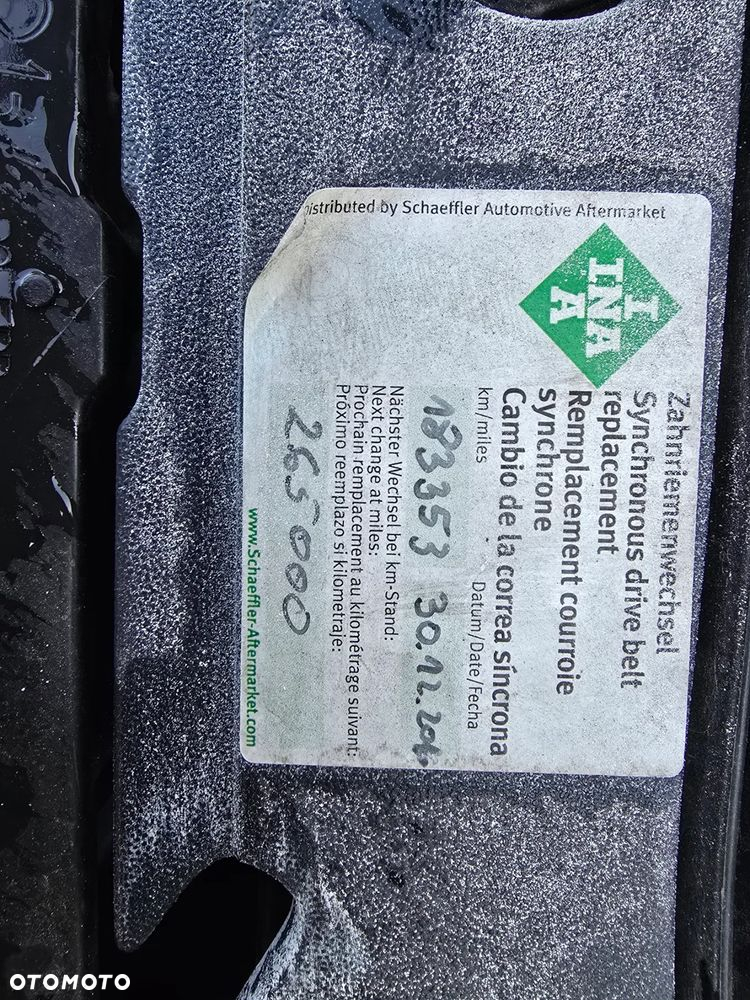 Zahnriemenwechsel
Synchronous drive belt
replacement
Remplacement courroie
synchrone
Cambio de la correa síncrona
km/miles
Datum/Date/Fecha
183353 30.12.
Nächster Wechsel bei km-Stand:
Next change at miles:
Prochain remplacement au kilométrage suivant:
Próximo reemplazo si kilometraje:
265000
www.Schaeffler-Aftermarket.com
I
INA
A
Distributed by Schaeffler Automotive Aftermarket
OTOMOTO